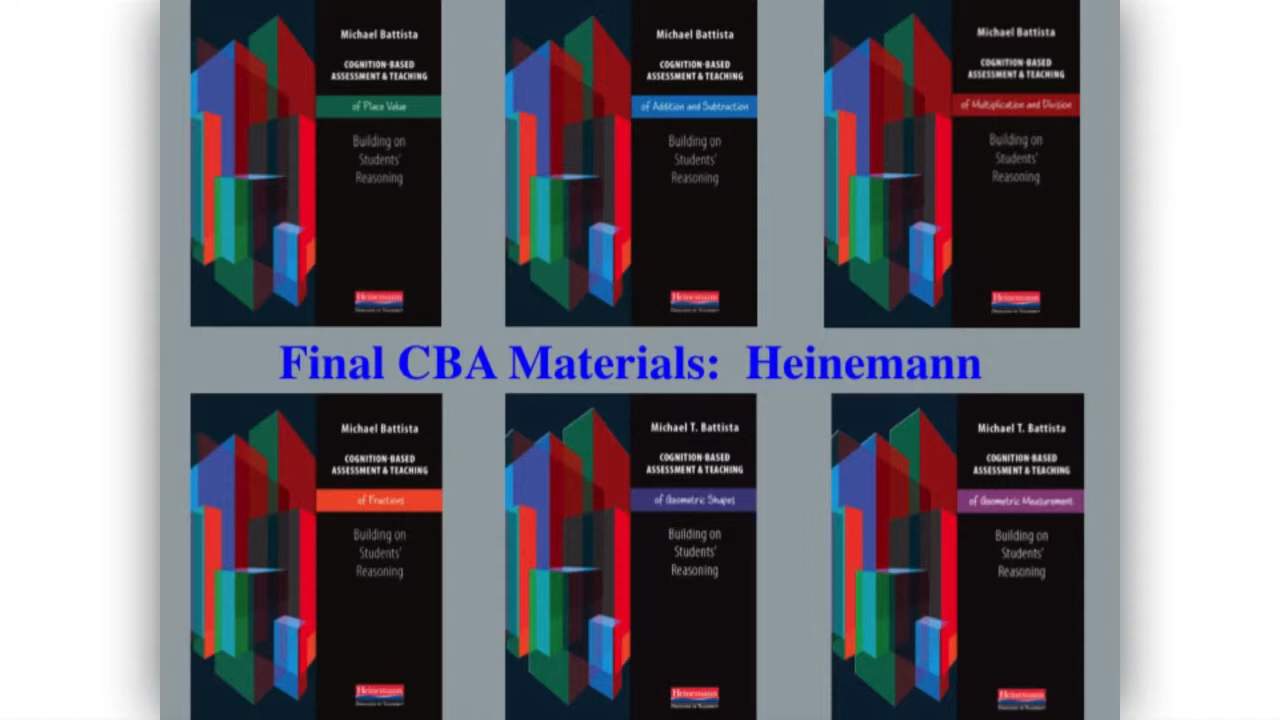 Michael Battista
COGNITION-BASED
ASSESSMENT & TEACHING
of Place Value
Building on
Students'
Reasoning
Heinemann
Michael Battista
COGNITION-BASED
ASSESSMENT & TEACHING
of Addition and Subtraction
Building on
Students'
Reasoning
Heinemann
Michael Battista
COGNITION-BASED
ASSESSMENT & TEACHING
of Multiplication and Division
Building on
Students'
Reasoning
Heinemann
Final CBA Materials: Heinemann
Michael Battista
COGNITION-BASED
ASSESSMENT & TEACHING
of Fractions
Building on
Students'
Reasoning
Heinemann
Michael T. Battista
COGNITION-BASED
ASSESSMENT & TEACHING
of Geometric Shapes
Building on
Students'
Reasoning
Heinemann
Michael T. Battista
COGNITION-BASED
ASSESSMENT & TEACHING
of Geometric Measurement
Building on
Students'
Reasoning
Heinemann